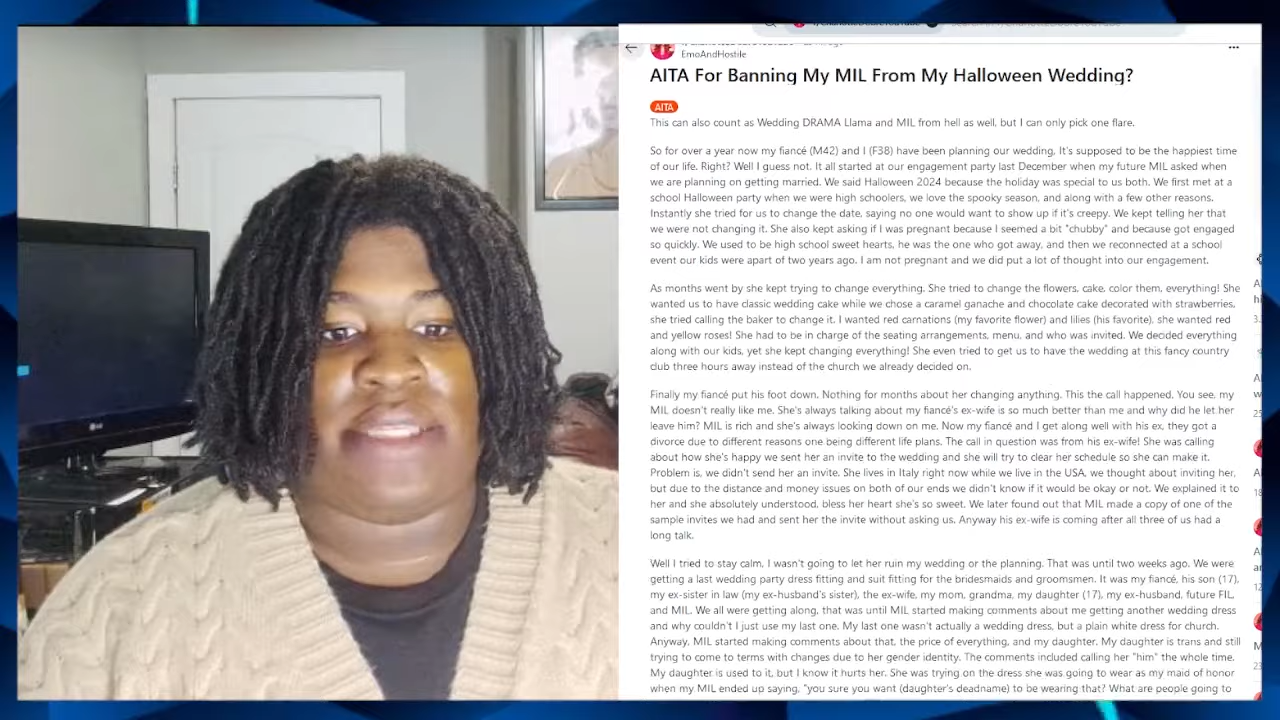 EmoAndHostile
AITA For Banning My MIL From My Halloween Wedding?
AITA
This can also count as Wedding DRAMA Llama and MIL from hell as well, but I can only pick one flare.
So for over a year now my fiancé (M42) and I (F38) have been planning our wedding. It's supposed to be the happiest time
of our life. Right? Well I guess not. It all started at our engagement party last December when my future MIL asked when
we are planning on getting married. We said Halloween 2024 because the holiday was special to us both. We first met at a
school Halloween party when we were high schoolers, we love the spooky season, and along with a few other reasons.
Instantly she tried for us to change the date, saying no one would want to show up if it's creepy. We kept telling her that
we were not changing it. She also kept asking if I was pregnant because I seemed a bit "chubby" and because got engaged
so quickly. We used to be high school sweet hearts, he was the one who got away, and then we reconnected at a school
event our kids were apart of two years ago. I am not pregnant and we did put a lot of thought into our engagement.
As months went by she kept trying to change everything. She tried to change the flowers, cake, color them, everything! She
wanted us to have classic wedding cake while we chose a caramel ganache and chocolate cake decorated with strawberries,
she tried calling the baker to change it. I wanted red carnations (my favorite flower) and lilies (his favorite), she wanted red
and yellow roses! She had to be in charge of the seating arrangements, menu, and who was invited. We decided everything
along with our kids, yet she kept changing everything! She even tried to get us to have the wedding at this fancy country
club three hours away instead of the church we already decided on.
Finally my fiancé put his foot down. Nothing for months about her changing anything. This the call happened. You see, my
MIL doesn't really like me. She's always talking about my fiancé's ex-wife is so much better than me and why did he let her
leave him? MIL is rich and she's always looking down on me. Now my fiancé and I get along well with his ex, they got a
divorce due to different reasons one being different life plans. The call in question was from his ex-wife! She was calling
about how she's happy we sent her an invite to the wedding and she will try to clear her schedule so she can make it.
Problem is, we didn't send her an invite. She lives in Italy right now while we live in the USA, we thought about inviting her,
but due to the distance and money issues on both of our ends we didn't know if it would be okay or not. We explained it to
her and she absolutely understood, bless her heart she's so sweet. We later found out that MIL made a copy of one of the
sample invites we had and sent her the invite without asking us. Anyway his ex-wife is coming after all three of us had a
long talk.
Well I tried to stay calm. I wasn't going to let her ruin my wedding or the planning. That was until two weeks ago. We were
getting a last wedding party dress fitting and suit fitting for the bridesmaids and groomsmen. It was my fiancé, his son (17),
my ex-sister in law (my ex-husband's sister), the ex-wife, my mom, grandma, my daughter (17), my ex-husband, future FIL,
and MIL. We all were getting along, that was until MIL started making comments about me getting another wedding dress
and why couldn't I just use my last one. My last one wasn't actually a wedding dress, but a plain white dress for church.
Anyway, MIL started making comments about that, the price of everything, and my daughter. My daughter is trans and still
trying to come to terms with changes due to her gender identity. The comments included calling her "him" the whole time.
My daughter is used to it, but I know it hurts her. She was trying on the dress she was going to wear as my maid of honor
when my MIL ended up saying, "you sure you want (daughter's deadname) to be wearing that? What are people going to
LG